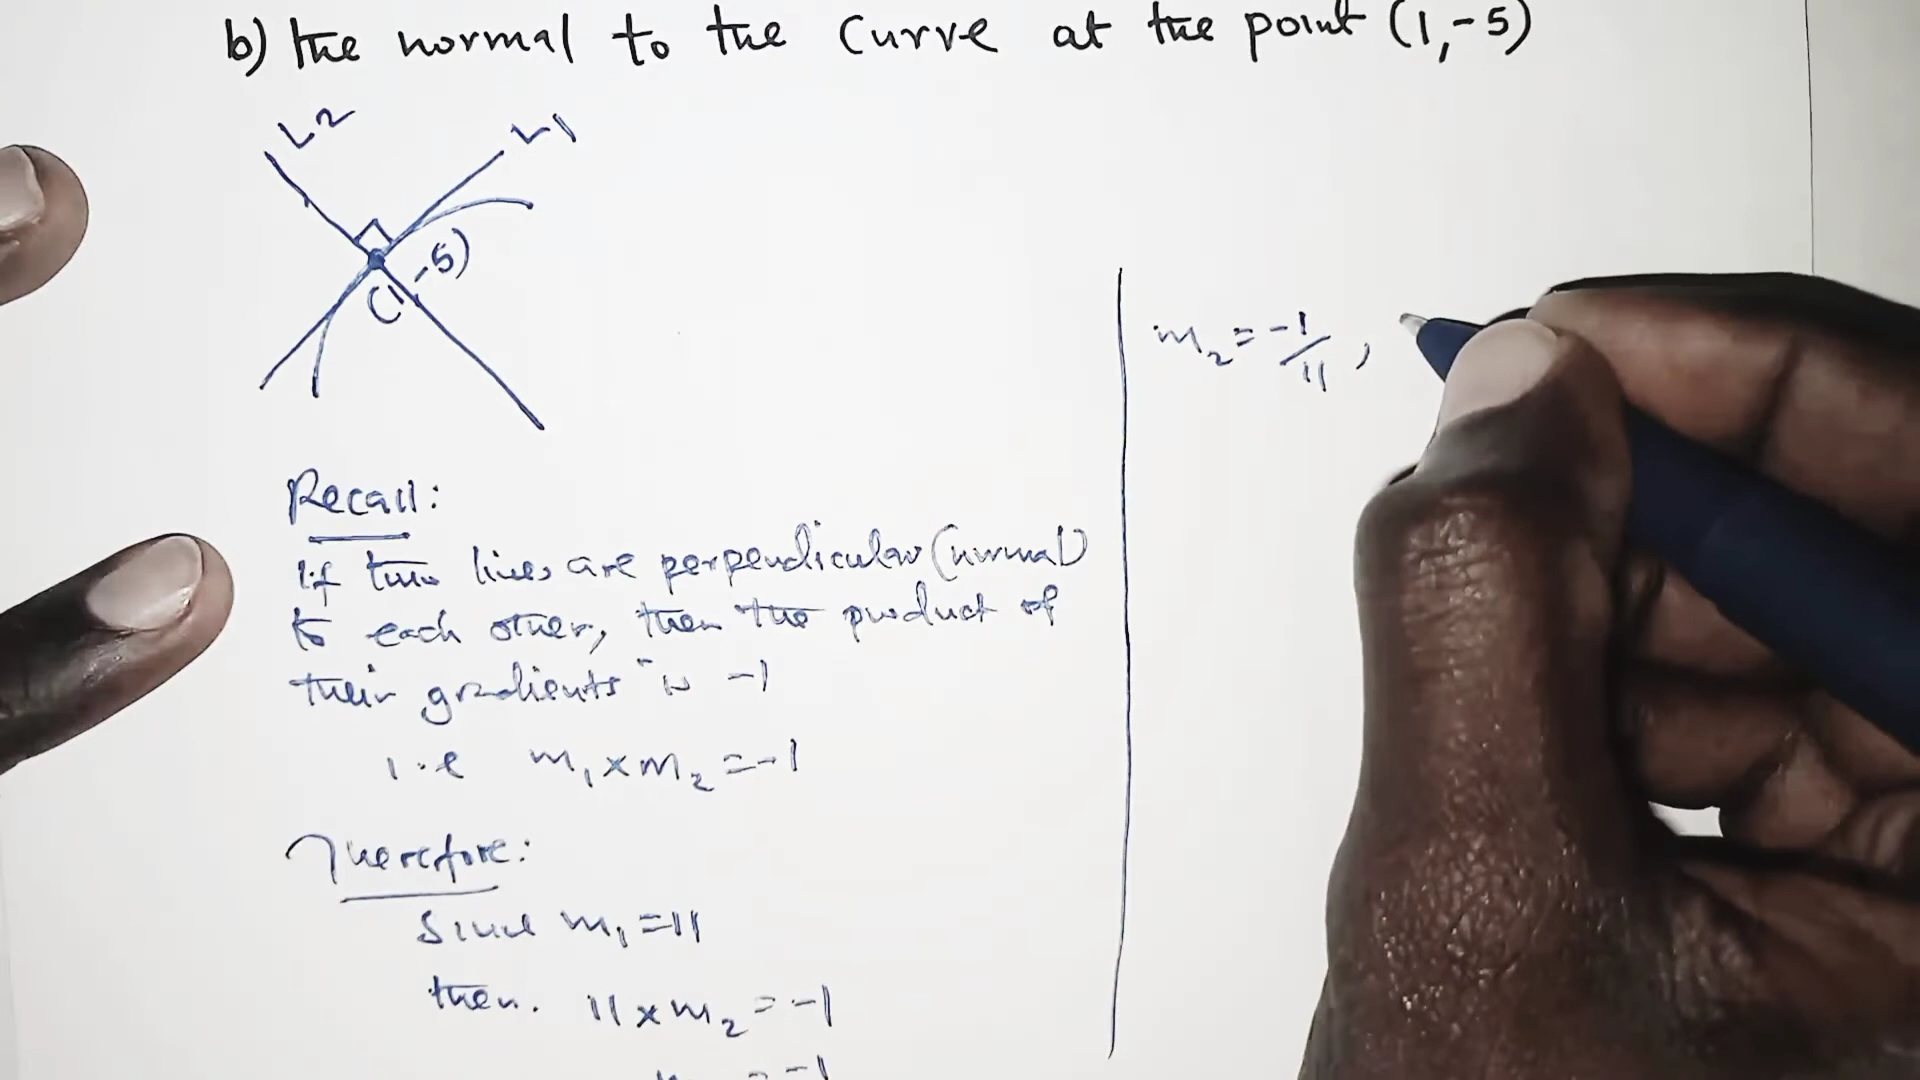 b) the normal to the curve at the point (1,-5)
L2
L1
(1,-5)
Recall:
If two lines are perpendicular (normal)
to each other, then the product of
their gradients is -1
i.e m₁ x m₂ = -1
Therefore:
Since m₁ = 11
then. 11 x m₂ = -1
= -1
m₂ = -1/11 ,